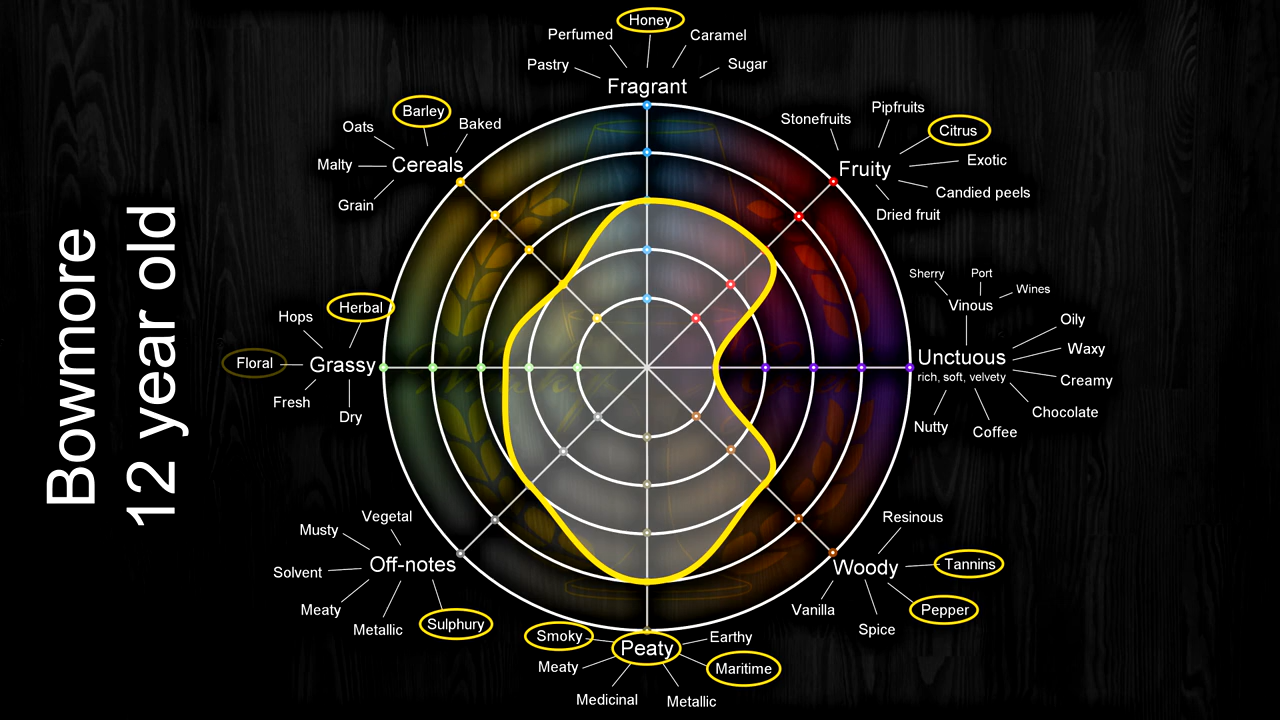 Bowmore
12 year old
Honey
Perfumed
Caramel
Pastry
Sugar
Fragrant
Barley
Oats
Baked
Malty
Cereals
Grain
Pipfruits
Stonefruits
Citrus
Exotic
Fruity
Candied peels
Dried fruit
Sherry
Port
Wines
Vinous
Oily
Waxy
Unctuous
rich, soft, velvety
Creamy
Chocolate
Nutty
Coffee
Herbal
Hops
Floral
Grassy
Fresh
Dry
Vegetal
Musty
Off-notes
Solvent
Meaty
Metallic
Sulphury
Resinous
Woody
Tannins
Pepper
Vanilla
Spice
Smoky
Peaty
Earthy
Meaty
Maritime
Medicinal
Metallic